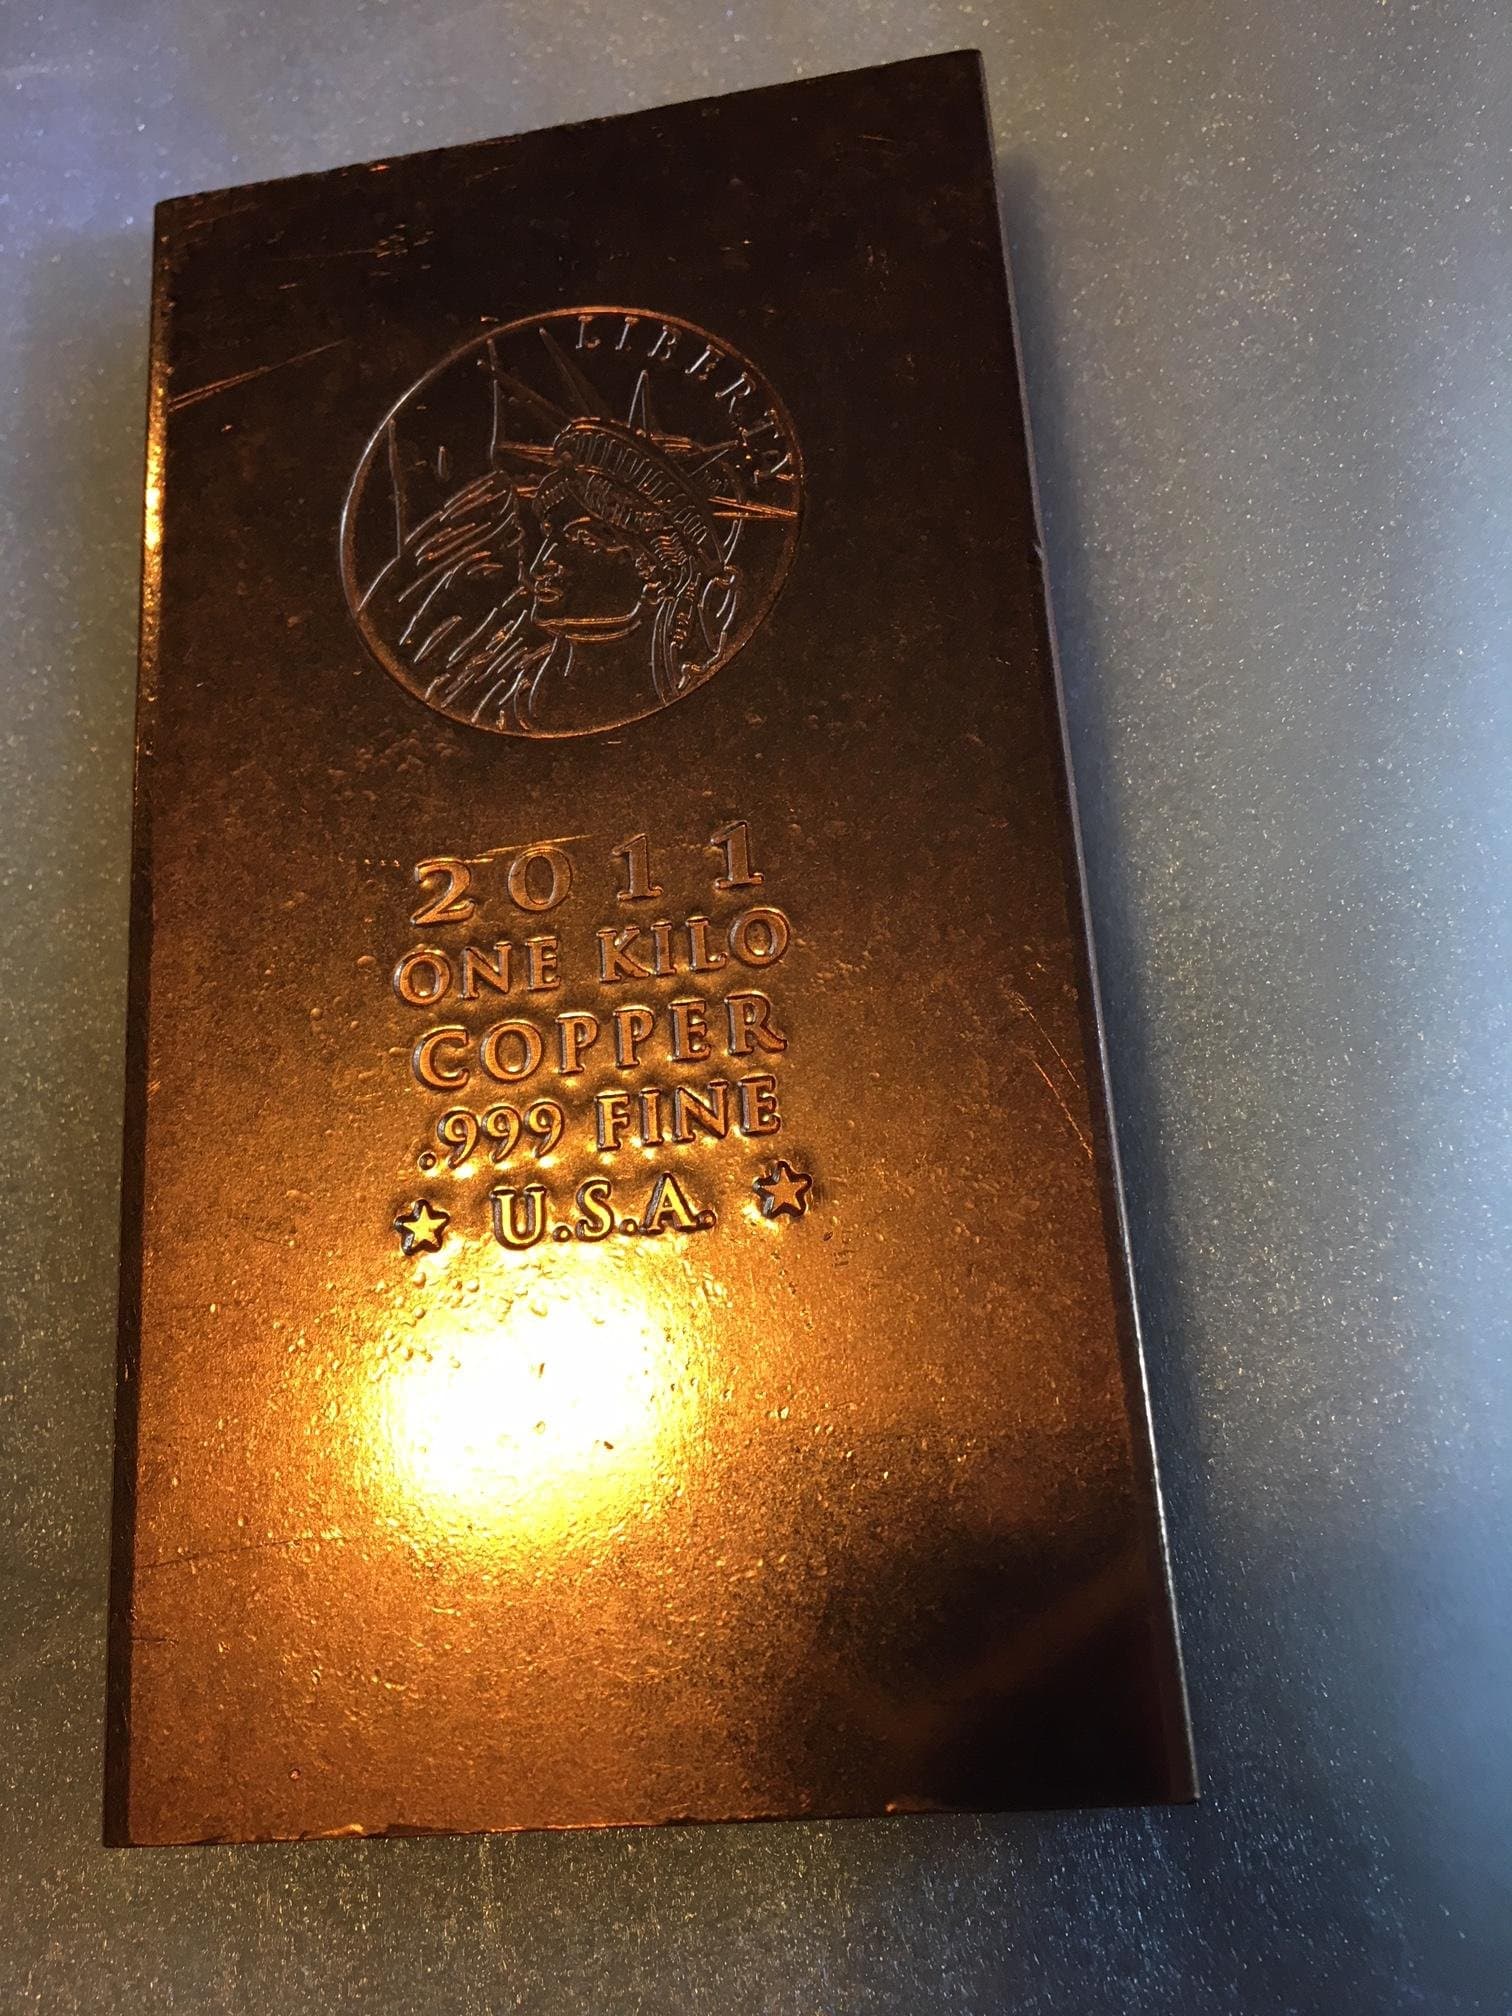 LIBERTY
2011
ONE KILO
COPPER
.999 FINE
★ U.S.A. ★